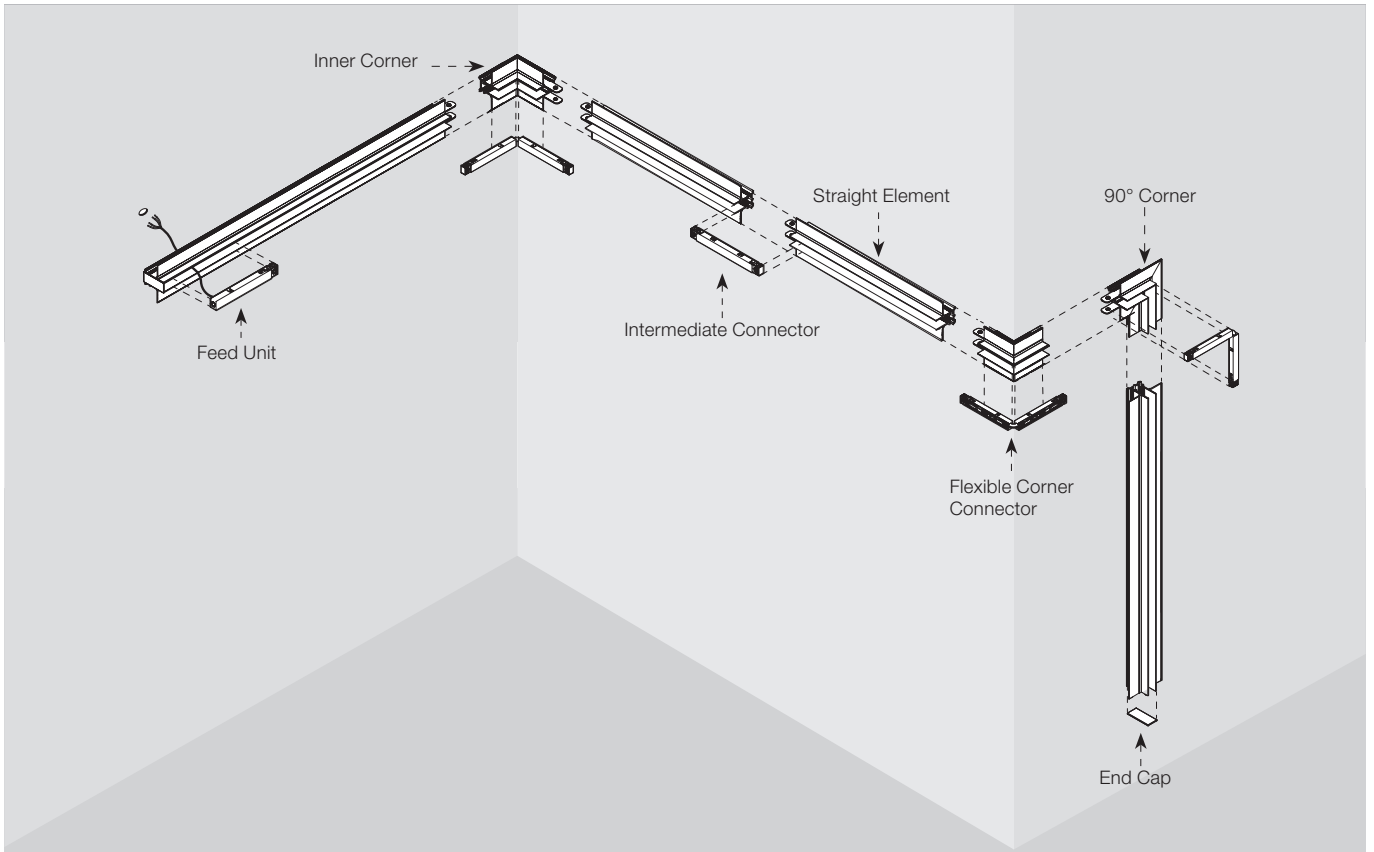 Inner Corner
Straight Element
90° Corner
Intermediate Connector
Feed Unit
Flexible Corner
Connector
End Cap